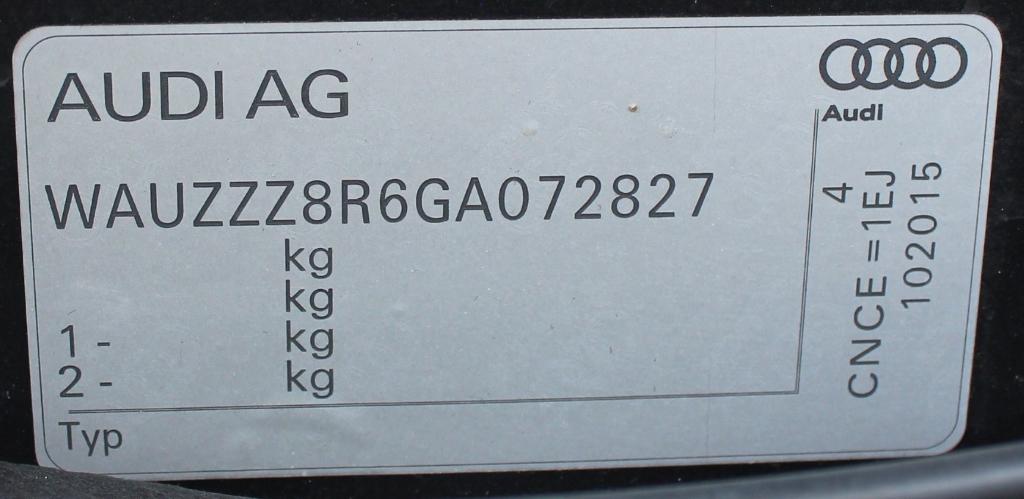 AUDI AG
WAUZZZ8R6GA072827
kg
kg
1 - kg
2 - kg
Typ
Audi
4
CNCE = 1EJ
102015